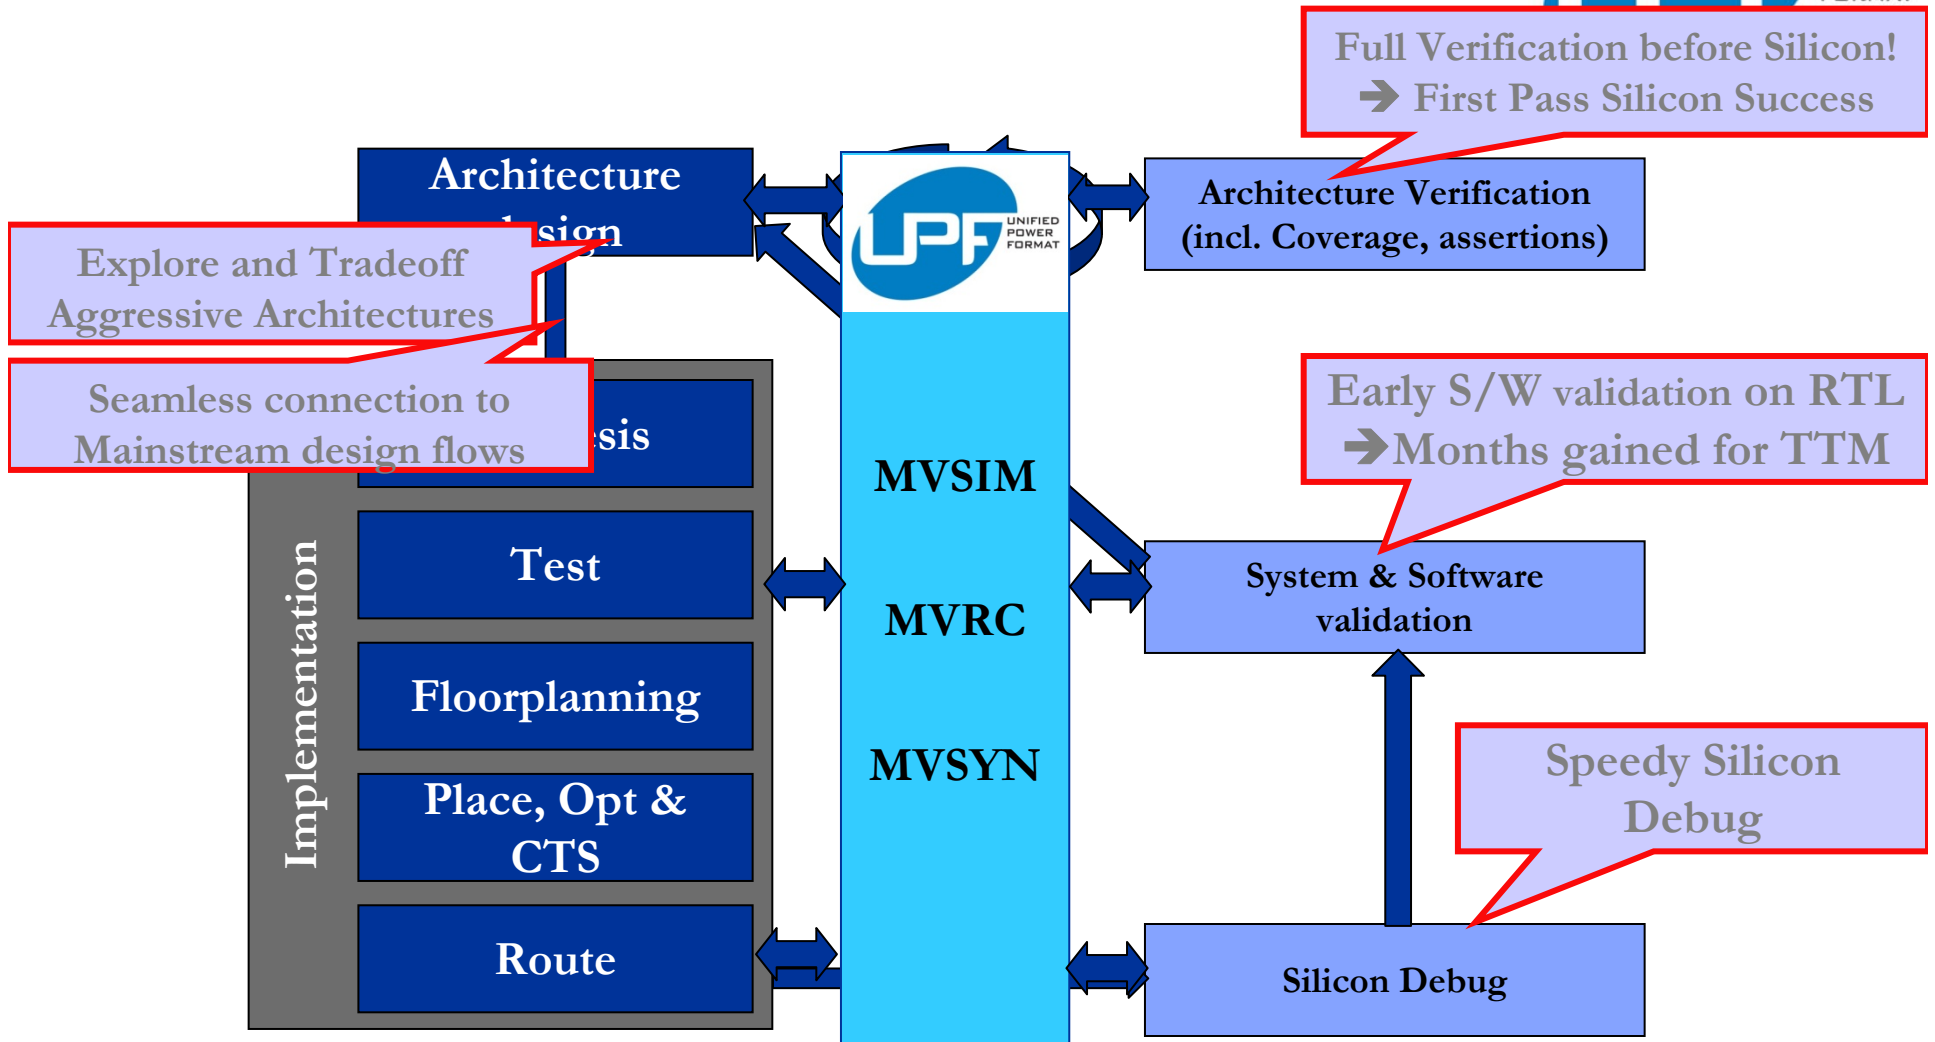 Full Verification before Silicon!
➔ First Pass Silicon Success
Architecture
design
UPF
UNIFIED
POWER
FORMAT
Architecture Verification
(incl. Coverage, assertions)
Explore and Tradeoff
Aggressive Architectures
Seamless connection to
Mainstream design flows
Early S/W validation on RTL
➔Months gained for TTM
MVSIM
MVRC
MVSYN
Implementation
Test
Floorplanning
Place, Opt &
CTS
Route
System & Software
validation
Speedy Silicon
Debug
Silicon Debug